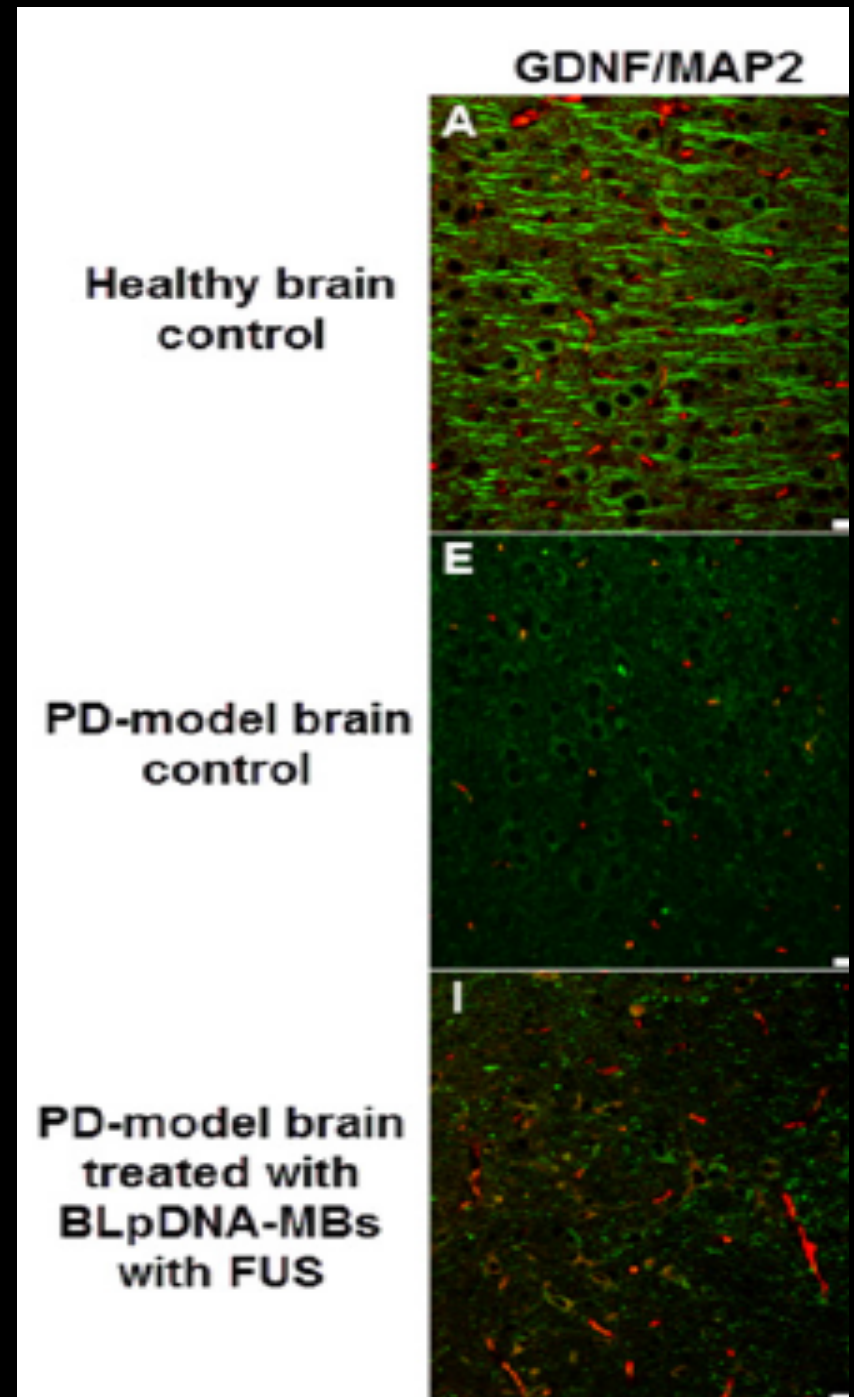 GDNF/MAP2
A
Healthy brain
control
E
PD-model brain
control
I
PD-model brain
treated with
BLpDNA-MBs
with FUS